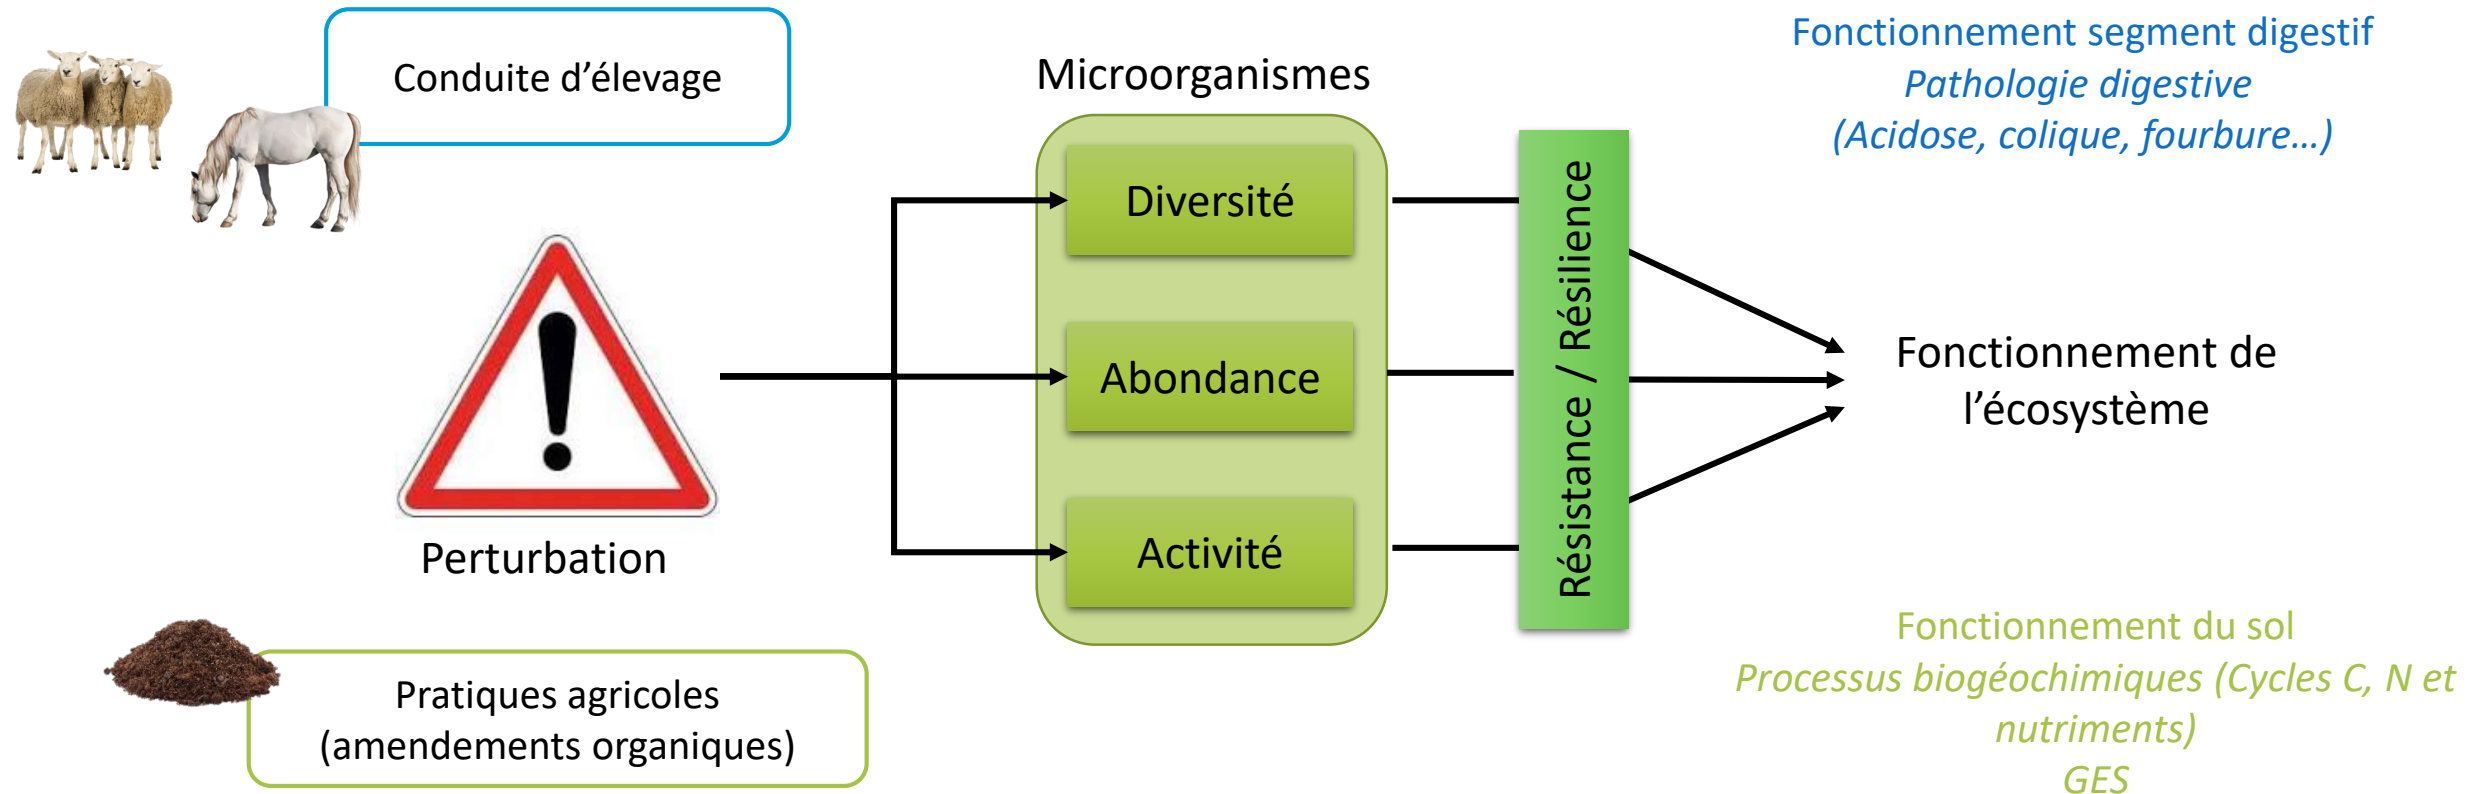 Conduite d'élevage
Microorganismes
Fonctionnement segment digestif
Pathologie digestive
(Acidose, colique, fourbure...)
Diversité
Abondance
Activité
Résistance / Résilience
Fonctionnement de
l'écosystème
Perturbation
Pratiques agricoles
(amendements organiques)
Fonctionnement du sol
Processus biogéochimiques (Cycles C, N et
nutriments)
GES